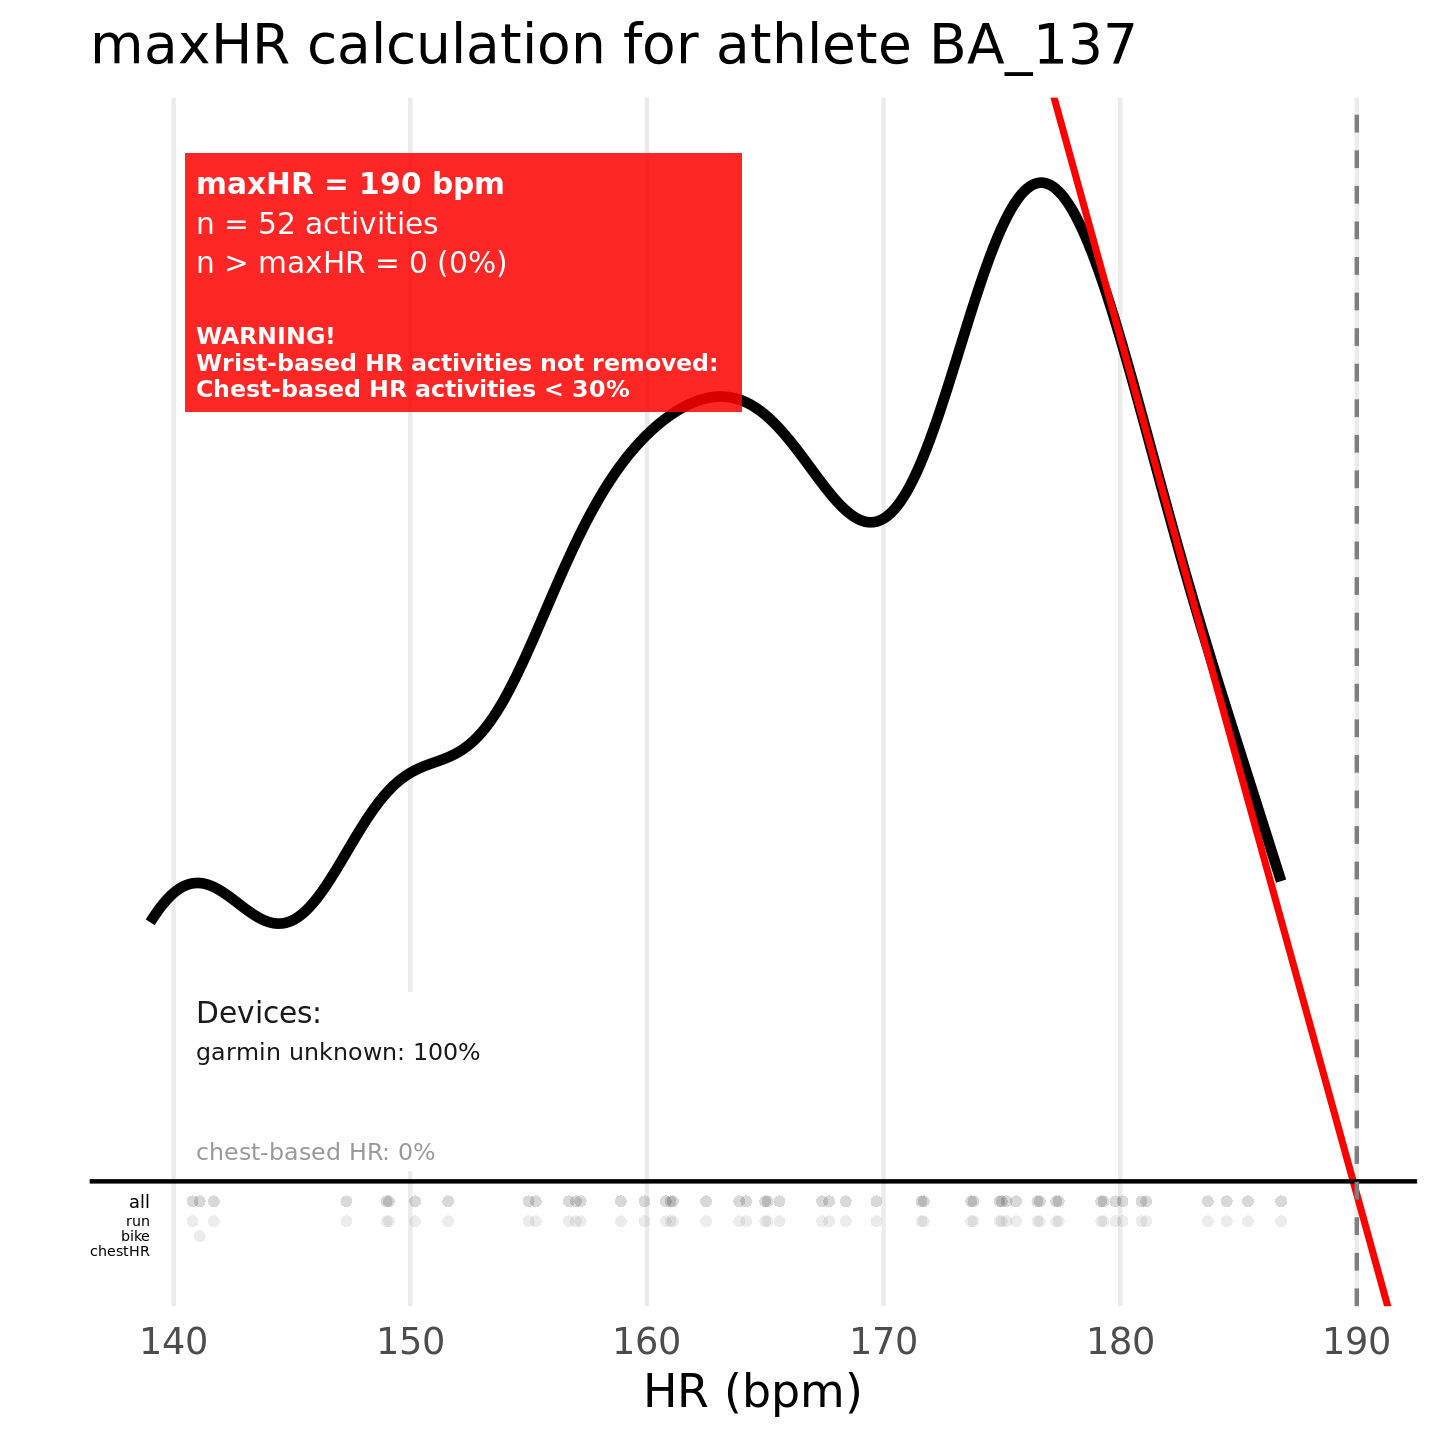 maxHR calculation for athlete BA_137
maxHR = 190 bpm
n = 52 activities
n > maxHR = 0 (0%)
WARNING!
Wrist-based HR activities not removed:
Chest-based HR activities < 30%
Devices:
garmin unknown: 100%
chest-based HR: 0%
all
run
bike
chestHR
140 150 160 170 180 190
HR (bpm)